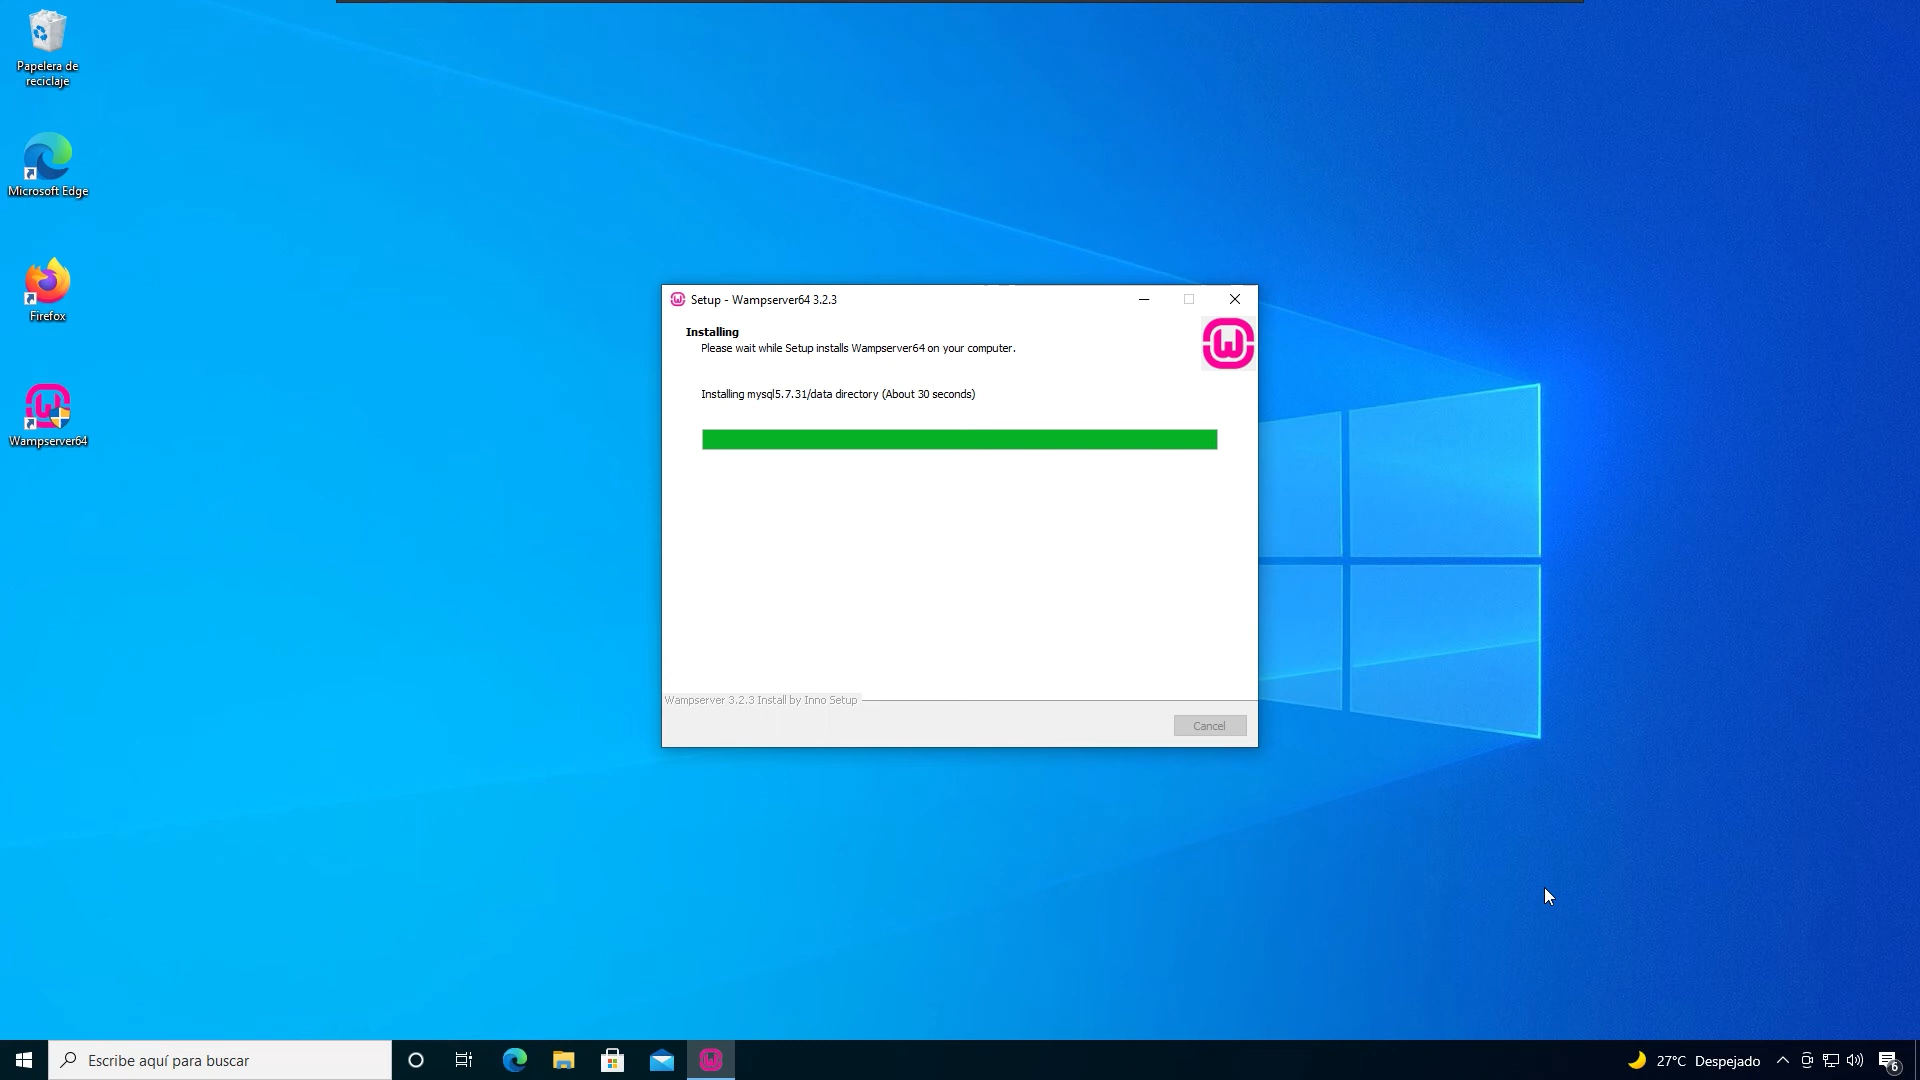 Papelera de
reciclaje
Microsoft Edge
Firefox
Wampserver64
Setup - Wampserver64 3.2.3
Installing
Please wait while Setup installs Wampserver64 on your computer.
Installing mysql5.7.31/data directory (About 30 seconds)
Wampserver 3.2.3 Install by Inno Setup
Cancel
Escribe aquí para buscar
27°C Despejado
6